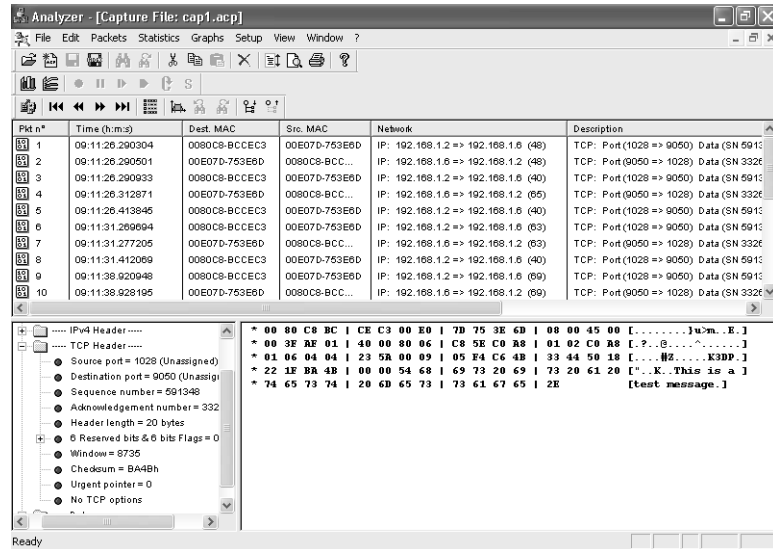 Analyzer - [Capture File: cap1.acp]
File Edit Packets Statistics Graphs Setup View Window ?
S
Pkt n° Time (h:m:s) Dest. MAC Src. MAC Network Description
1 09:11:26.290304 0080C8-BCCEC3 00E07D-753E6D IP: 192.168.1.2 => 192.168.1.6 (48) TCP: Port(1028 => 9050) Data (SN 5913
2 09:11:26.290501 00E07D-753E6D 0080C8-BCC... IP: 192.168.1.6 => 192.168.1.2 (48) TCP: Port(9050 => 1028) Data (SN 3326
3 09:11:26.290933 0080C8-BCCEC3 00E07D-753E6D IP: 192.168.1.2 => 192.168.1.6 (40) TCP: Port(1028 => 9050) Data (SN 5913
4 09:11:26.312871 00E07D-753E6D 0080C8-BCC... IP: 192.168.1.6 => 192.168.1.2 (65) TCP: Port(9050 => 1028) Data (SN 3326
5 09:11:26.413845 0080C8-BCCEC3 00E07D-753E6D IP: 192.168.1.2 => 192.168.1.6 (40) TCP: Port(1028 => 9050) Data (SN 5913
6 09:11:31.269694 0080C8-BCCEC3 00E07D-753E6D IP: 192.168.1.2 => 192.168.1.6 (63) TCP: Port(1028 => 9050) Data (SN 5913
7 09:11:31.277205 00E07D-753E6D 0080C8-BCC... IP: 192.168.1.6 => 192.168.1.2 (63) TCP: Port(9050 => 1028) Data (SN 3326
8 09:11:31.412069 0080C8-BCCEC3 00E07D-753E6D IP: 192.168.1.2 => 192.168.1.6 (40) TCP: Port(1028 => 9050) Data (SN 5913
9 09:11:38.920948 0080C8-BCCEC3 00E07D-753E6D IP: 192.168.1.2 => 192.168.1.6 (69) TCP: Port(1028 => 9050) Data (SN 5913
10 09:11:38.928195 00E07D-753E6D 0080C8-BCC... IP: 192.168.1.6 => 192.168.1.2 (69) TCP: Port(9050 => 1028) Data (SN 3326
----- IPv4 Header -----
----- TCP Header -----
Source port = 1028 (Unassigned)
Destination port = 9050 (Unassig
Sequence number = 591348
Acknowledgement number = 332
Header length = 20 bytes
6 Reserved bits & 6 bits Flags = 0
Window = 8735
Checksum = BA4Bh
Urgent pointer = 0
No TCP options
* 00 80 C8 BC | CE C3 00 E0 | 7D 75 3E 6D | 08 00 45 00 [........}u>m..E.]
* 00 3F AF 01 | 40 00 80 06 | C8 5E C0 A8 | 01 02 C0 A8 [.?..@....^......]
* 01 06 04 04 | 23 5A 00 09 | 05 F4 C6 4B | 33 44 50 18 [....#Z.....K3DP.]
* 22 1F BA 4B | 00 00 54 68 | 69 73 20 69 | 73 20 61 20 ["..K..This is a ]
* 74 65 73 74 | 20 6D 65 73 | 73 61 67 65 | 2E [test message.]
Ready